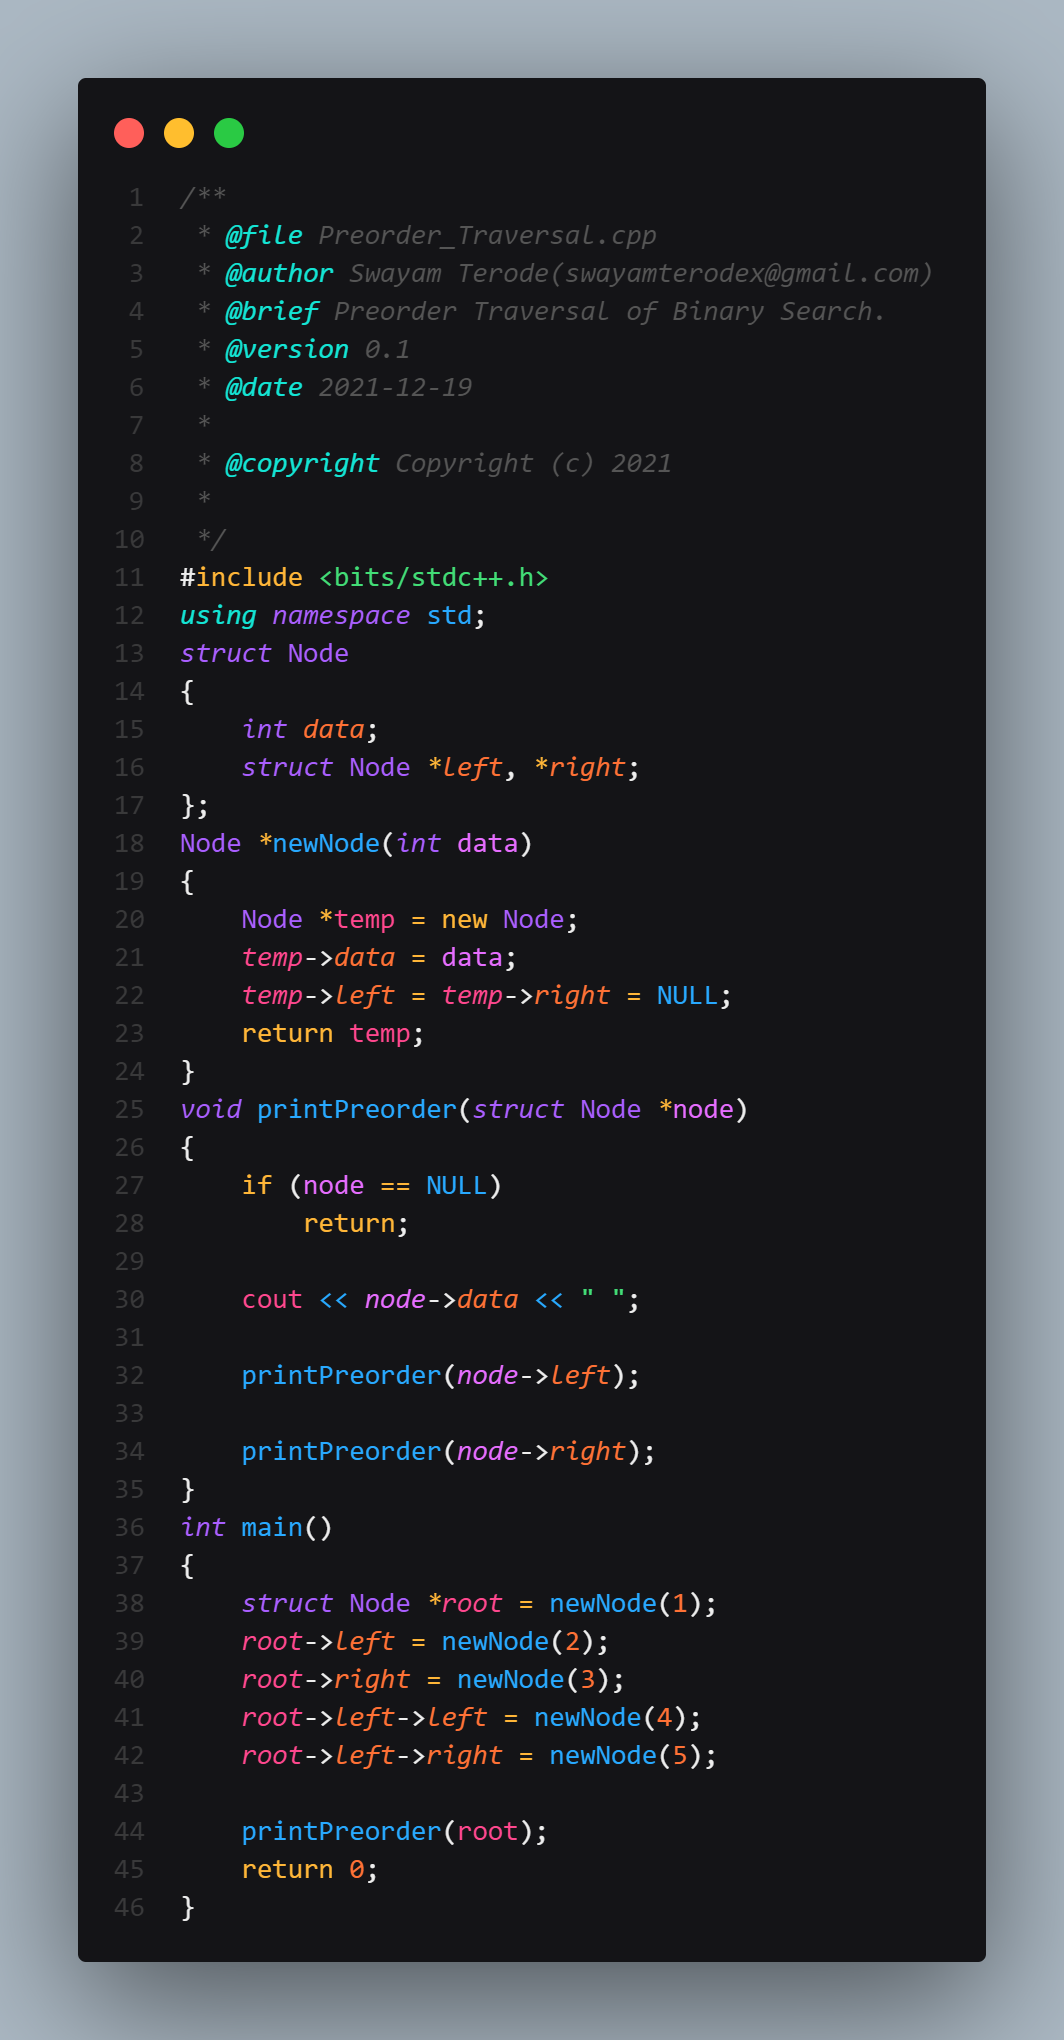 1 /**
2  * @file Preorder_Traversal.cpp
3  * @author Swayam Terode(swayamterodex@gmail.com)
4  * @brief Preorder Traversal of Binary Search.
5  * @version 0.1
6  * @date 2021-12-19
7  *
8  * @copyright Copyright (c) 2021
9  *
10  */
11 #include <bits/stdc++.h>
12 using namespace std;
13 struct Node
14 {
15     int data;
16     struct Node *left, *right;
17 };
18 Node *newNode(int data)
19 {
20     Node *temp = new Node;
21     temp->data = data;
22     temp->left = temp->right = NULL;
23     return temp;
24 }
25 void printPreorder(struct Node *node)
26 {
27     if (node == NULL)
28         return;
29
30     cout << node->data << " ";
31
32     printPreorder(node->left);
33
34     printPreorder(node->right);
35 }
36 int main()
37 {
38     struct Node *root = newNode(1);
39     root->left = newNode(2);
40     root->right = newNode(3);
41     root->left->left = newNode(4);
42     root->left->right = newNode(5);
43
44     printPreorder(root);
45     return 0;
46 }